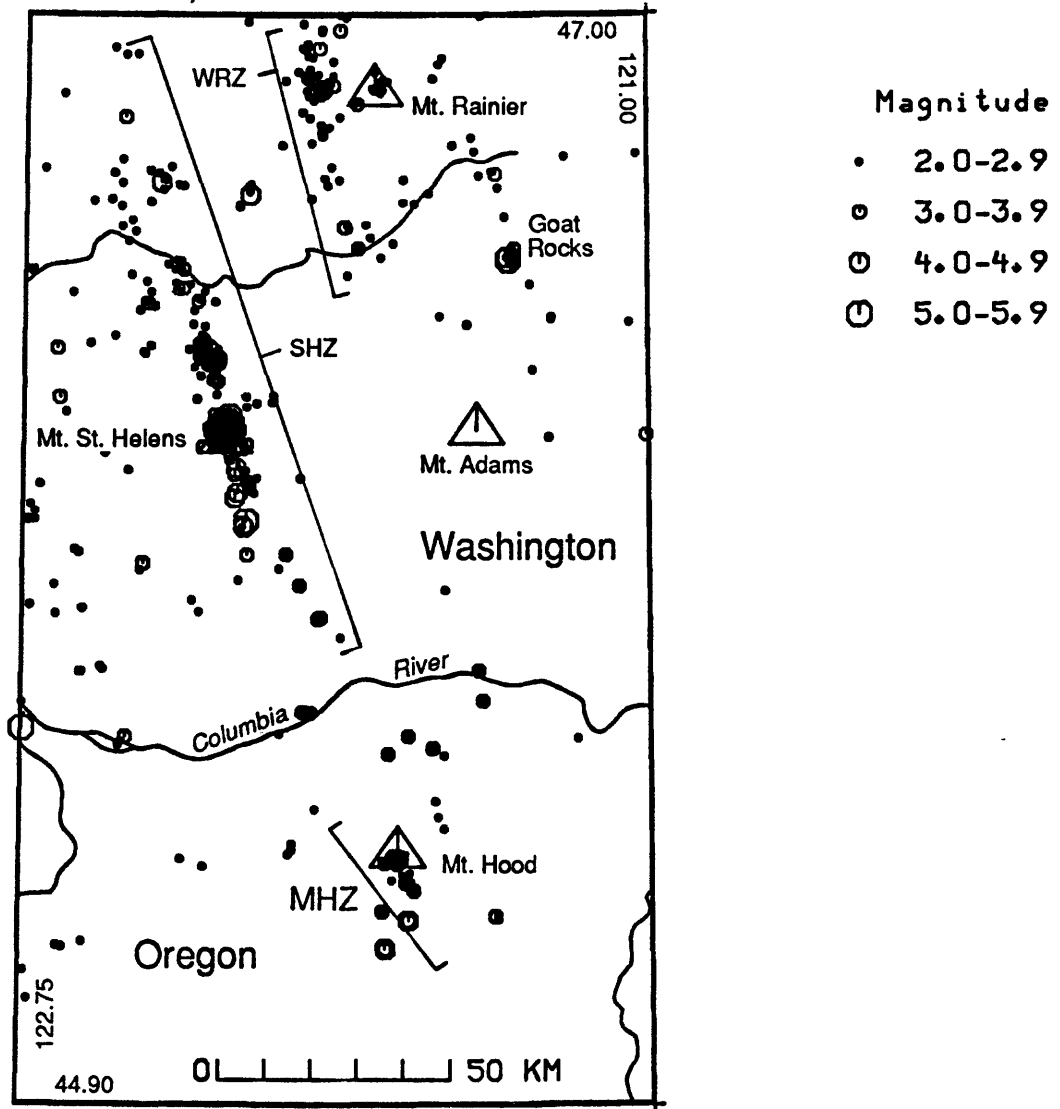 47.00
121.00
WRZ
Mt. Rainier
Magnitude
2.0-2.9
3.0-3.9
4.0-4.9
5.0-5.9
Goat
Rocks
SHZ
Mt. St. Helens
Mt. Adams
Washington
River
Columbia
Mt. Hood
MHZ
Oregon
122.75
0 50 KM
44.90